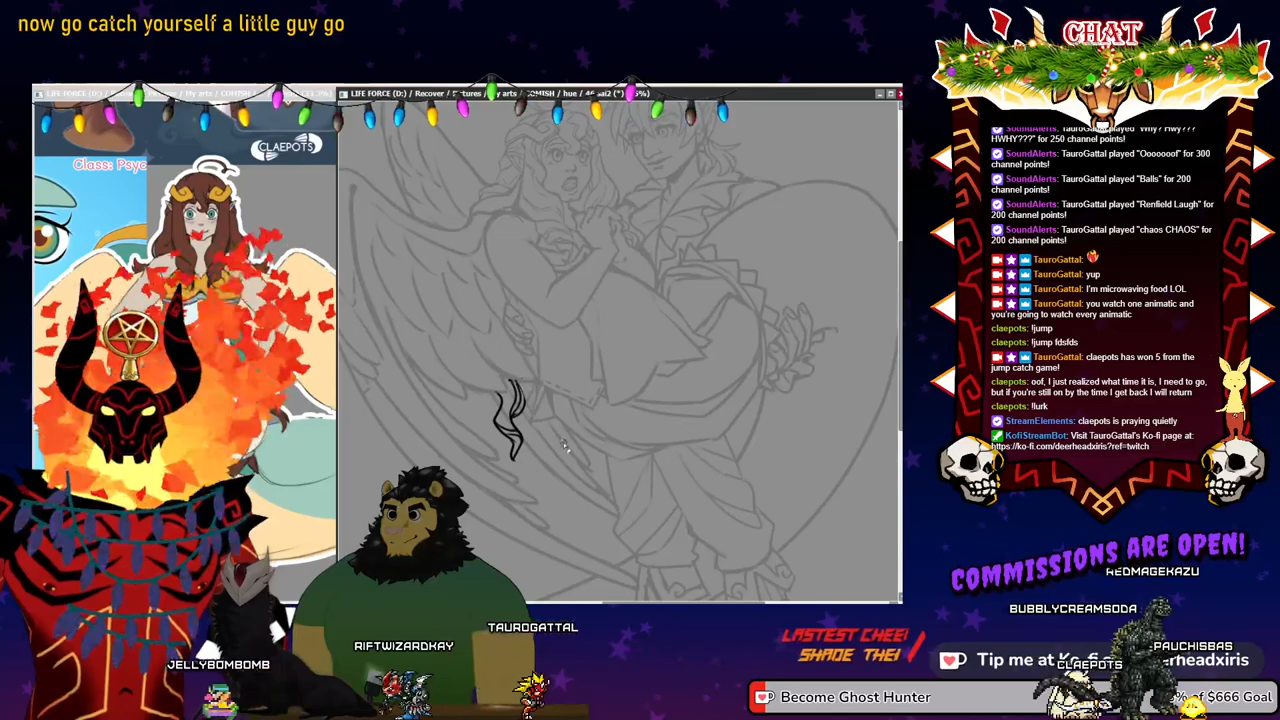 now go catch yourself a little guy go
CHAT
LIFE FORCE (D:) / Recover / Pictures / My arts / COMISH / hue /
CLAEPOTS
Class: Psyc
SoundAlerts: TauroGattal played "Why? Hwy???
HWHY???" for 250 channel points!
SoundAlerts: TauroGattal played "Ooooooof" for 300
channel points!
SoundAlerts: TauroGattal played "Balls" for 200
channel points!
SoundAlerts: TauroGattal played "Renfield Laugh" for
200 channel points!
SoundAlerts: TauroGattal played "chaos CHAOS" for
200 channel points!
TauroGattal:
TauroGattal: yup
TauroGattal: I'm microwaving food LOL
TauroGattal: you watch one animatic and
you're going to watch every animatic
claepots: !jump
claepots: !jump fdsfds
TauroGattal: claepots has won 5 from the
jump catch game!
claepots: oof, I just realized what time it is, I need to go,
but if you're still on by the time I get back I will return
claepots: !lurk
StreamElements: claepots is praying quietly
KofiStreamBot: Visit TauroGattal's Ko-fi page at:
https://ko-fi.com/deerheadxiris?ref=twitch
COMMISSIONS ARE OPEN!
REDMAGEKAZU
BUBBLYCREAMSODA
PAUCHISBAS
CLAEPOTS
JELLYBOMBOMB
RIFTWIZARDKAY
TAUROGATTAL
LASTEST CHEE
SHADE THE
Tip me at Ko-f erheadxiris
Become Ghost Hunter
% of $666 Goal